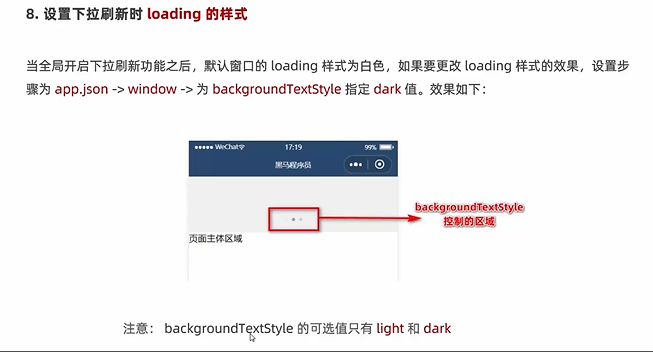 8. 设置下拉刷新时 loading 的样式
当全局开启下拉刷新功能之后，默认窗口的 loading 样式为白色，如果要更改 loading 样式的效果，设置步
骤为 app.json -> window -> 为 backgroundTextStyle 指定 dark 值。效果如下：
WeChat 17:19 99%
黑马程序员
backgroundTextStyle
控制的区域
页面主体区域
注意： backgroundTextStyle 的可选值只有 light 和 dark